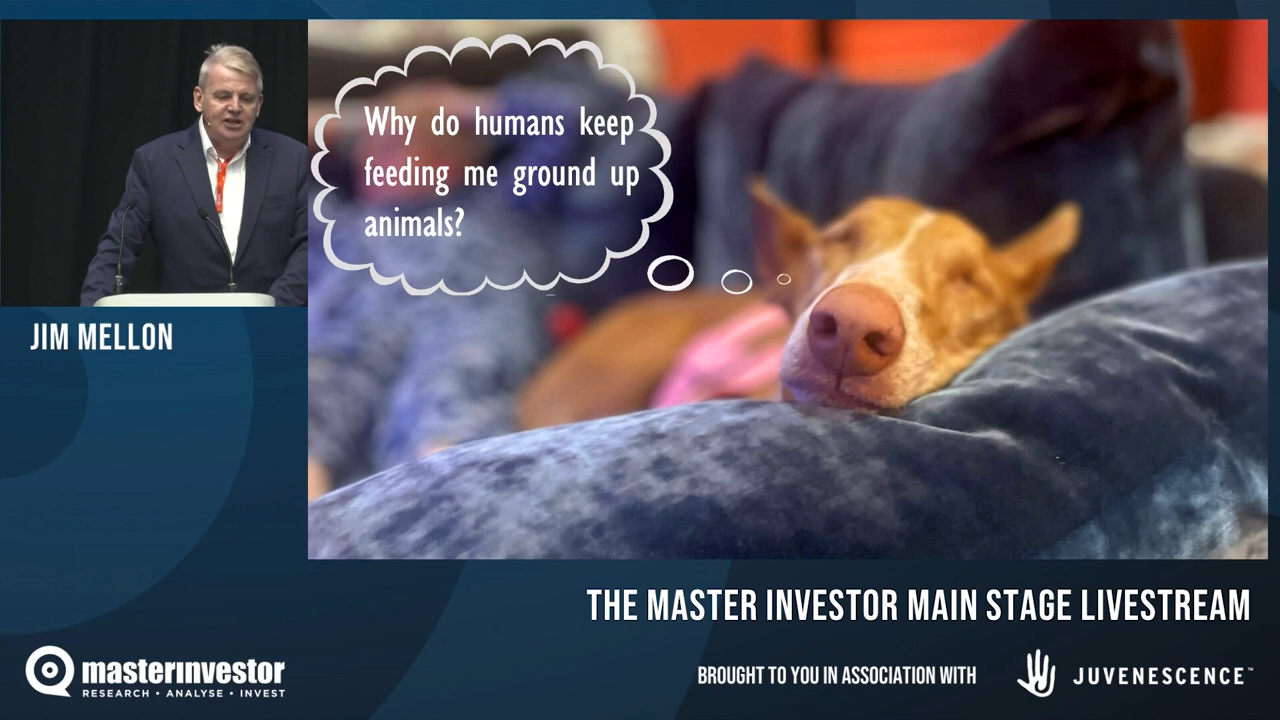 Why do humans keep
feeding me ground up
animals?
JIM MELLON
THE MASTER INVESTOR MAIN STAGE LIVESTREAM
masterinvestor
RESEARCH • ANALYSE • INVEST
BROUGHT TO YOU IN ASSOCIATION WITH
JUVENESCENCE™